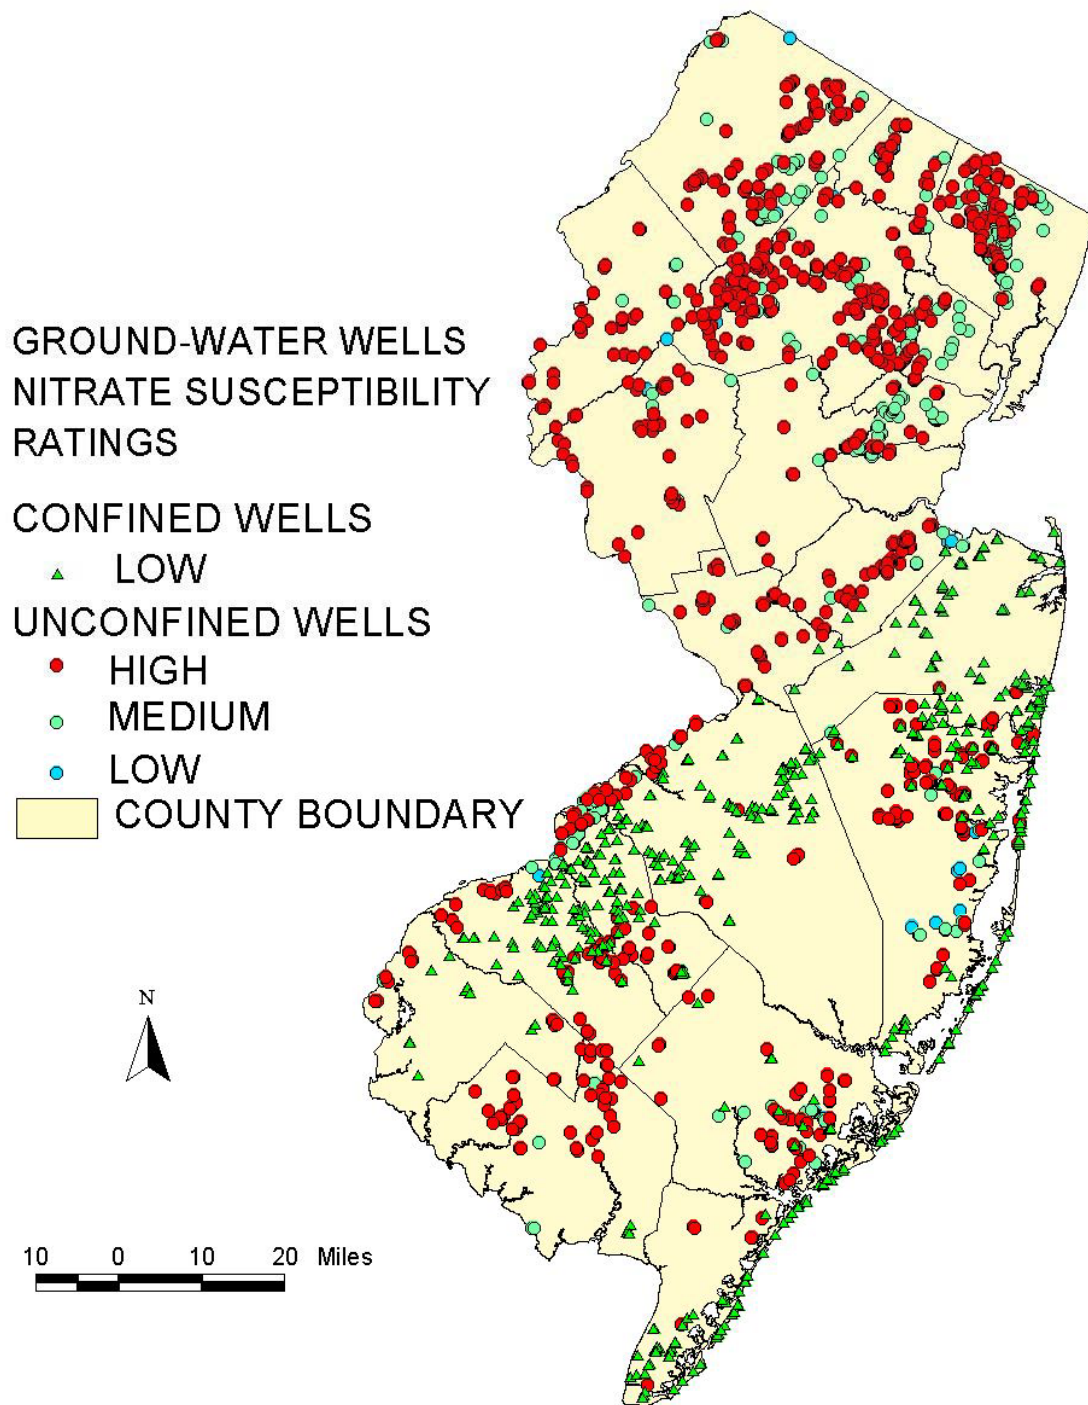 GROUND-WATER WELLS
NITRATE SUSCEPTIBILITY
RATINGS
CONFINED WELLS
LOW
UNCONFINED WELLS
HIGH
MEDIUM
LOW
COUNTY BOUNDARY
N
10 0 10 20 Miles